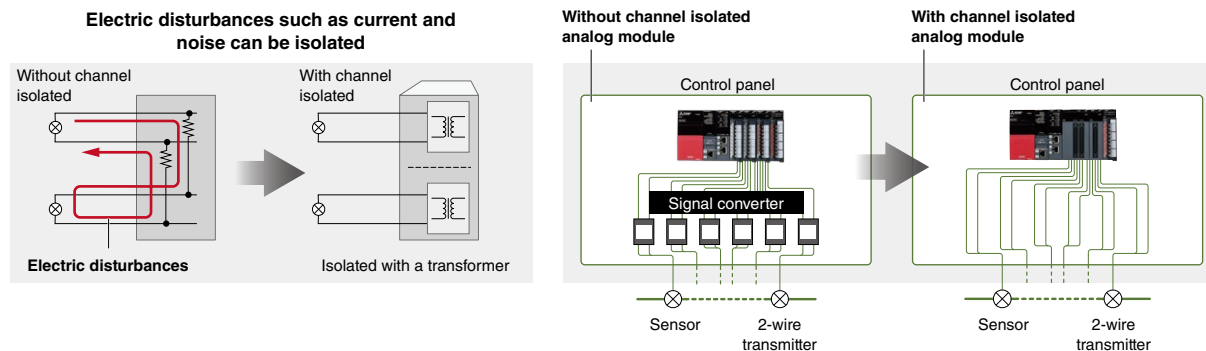 Electric disturbances such as current and
noise can be isolated
Without channel
isolated
With channel
isolated
Electric disturbances
Isolated with a transformer
Without channel isolated
analog module
Control panel
Signal converter
Sensor
2-wire
transmitter
With channel isolated
analog module
Control panel
Sensor
2-wire
transmitter